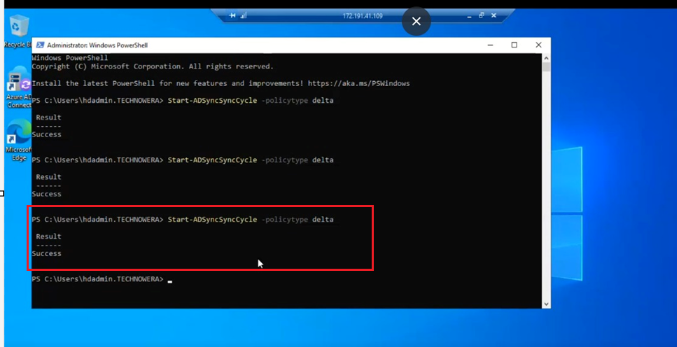 172.191.41.109
Recycle B
Administrator: Windows PowerShell
Windows PowerShell
Copyright (C) Microsoft Corporation. All rights reserved.
Install the latest PowerShell for new features and improvements! https://aka.ms/PSWindows
PS C:\Users\hdadmin.TECHNOWERA> Start-ADSyncSyncCycle -policytype delta
Result
------
Success
PS C:\Users\hdadmin.TECHNOWERA> Start-ADSyncSyncCycle -policytype delta
Result
------
Success
PS C:\Users\hdadmin.TECHNOWERA> Start-ADSyncSyncCycle -policytype delta
Result
------
Success
PS C:\Users\hdadmin.TECHNOWERA>
Azure A
Connect
Microsof
Edge